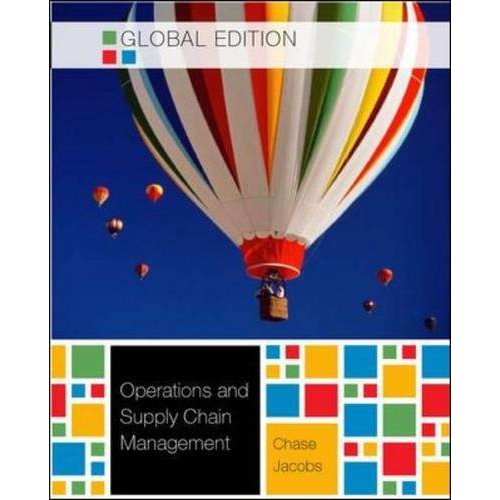 GLOBAL EDITION
Operations and
Supply Chain
Management
Chase
Jacobs